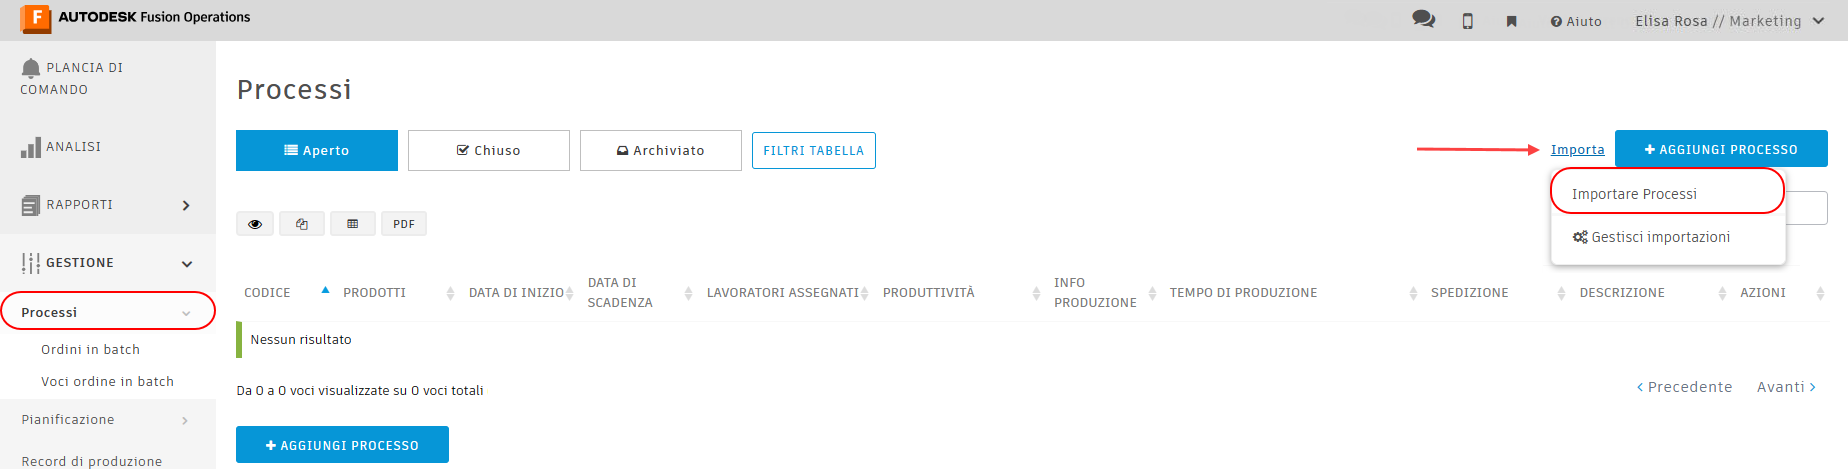 F AUTODESK Fusion Operations
Aiuto
Elisa Rosa // Marketing
PLANCIA DI
COMANDO
ANALISI
RAPPORTI
GESTIONE
Processi
Ordini in batch
Voci ordine in batch
Pianificazione
Record di produzione
Processi
Aperto
Chiuso
Archiviato
FILTRI TABELLA
Importa
+ AGGIUNGI PROCESSO
Importare Processi
Gestisci importazioni
PDF
CODICE
PRODOTTI
DATA DI INIZIO
DATA DI
SCADENZA
LAVORATORI ASSEGNATI
PRODUTTIVITÀ
INFO
PRODUZIONE
TEMPO DI PRODUZIONE
SPEDIZIONE
DESCRIZIONE
AZIONI
Nessun risultato
Da 0 a 0 voci visualizzate su 0 voci totali
Precedente
Avanti
+ AGGIUNGI PROCESSO